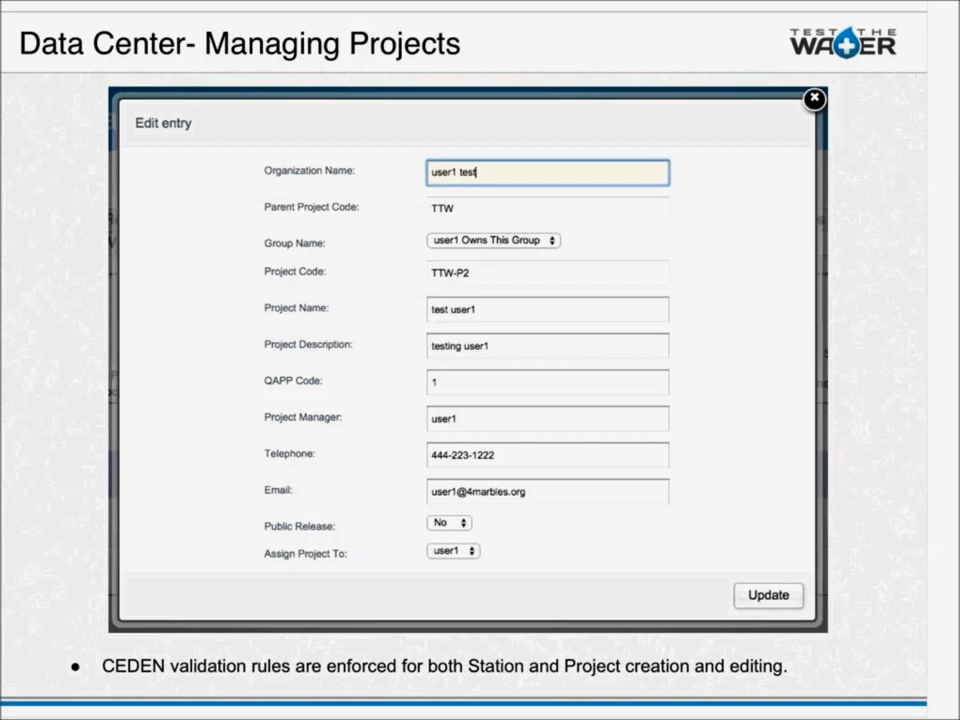 Data Center- Managing Projects
TEST THE
WATER
Edit entry
Organization Name: user1 test
Parent Project Code: TTW
Group Name: user1 Owns This Group
Project Code: TTW-P2
Project Name: test user1
Project Description: testing user1
QAPP Code: 1
Project Manager: user1
Telephone: 444-223-1222
Email: user1@4marbles.org
Public Release: No
Assign Project To: user1
Update
● CEDEN validation rules are enforced for both Station and Project creation and editing.